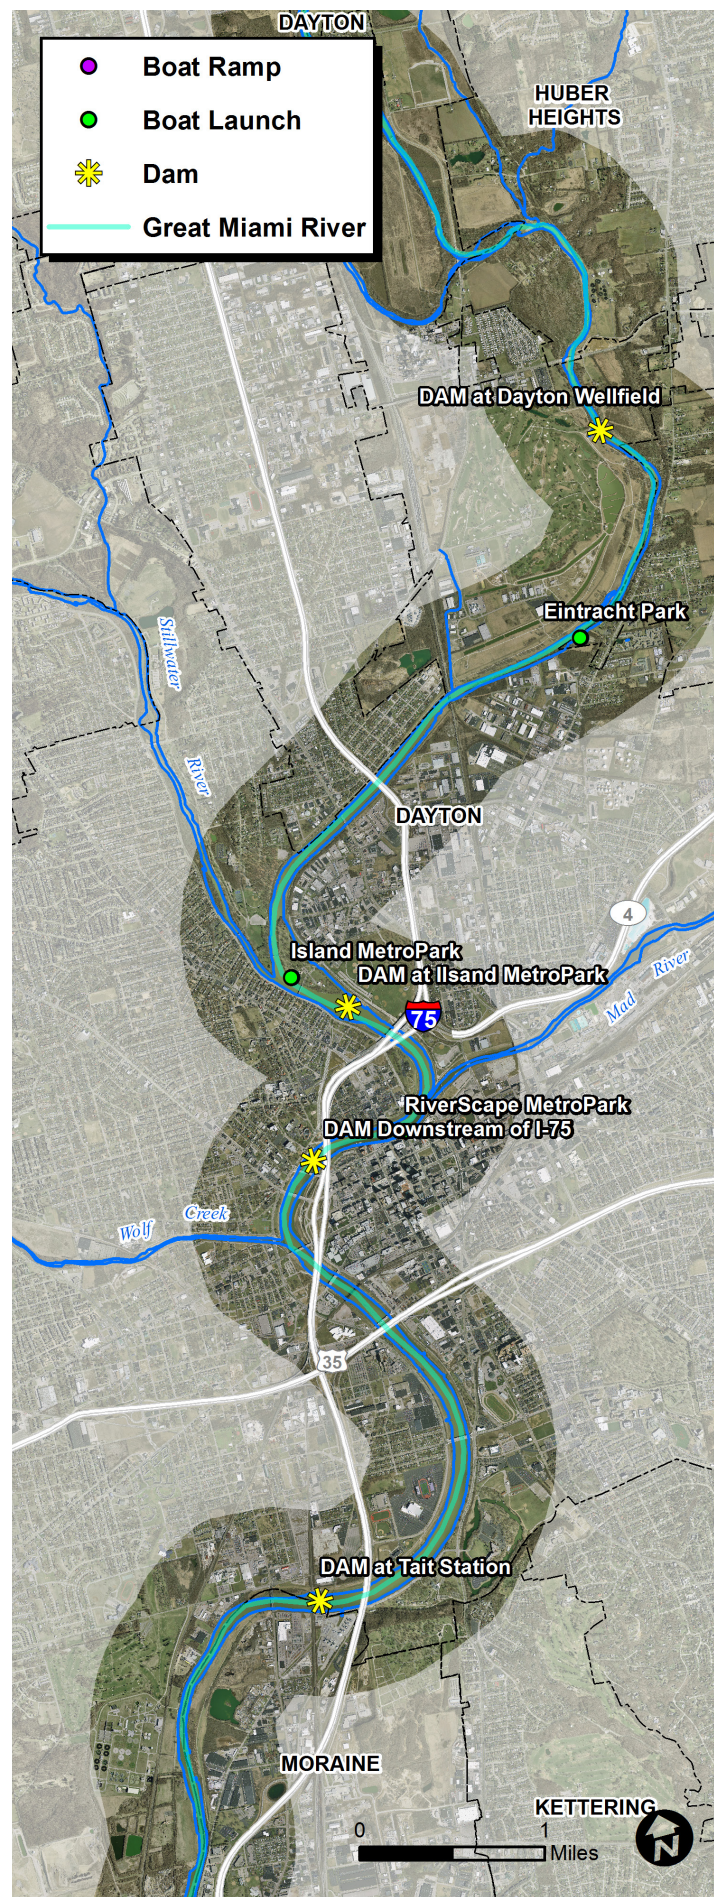 DAYTON
Boat Ramp
Boat Launch
Dam
Great Miami River
HUBER
HEIGHTS
DAM at Dayton Wellfield
Eintracht Park
Stillwater
River
DAYTON
4
Island MetroPark
DAM at Ilsand MetroPark
River
Mad
75
RiverScape MetroPark
DAM Downstream of I-75
Wolf
Creek
35
DAM at Tait Station
MORAINE
KETTERING
0
1
Miles
N